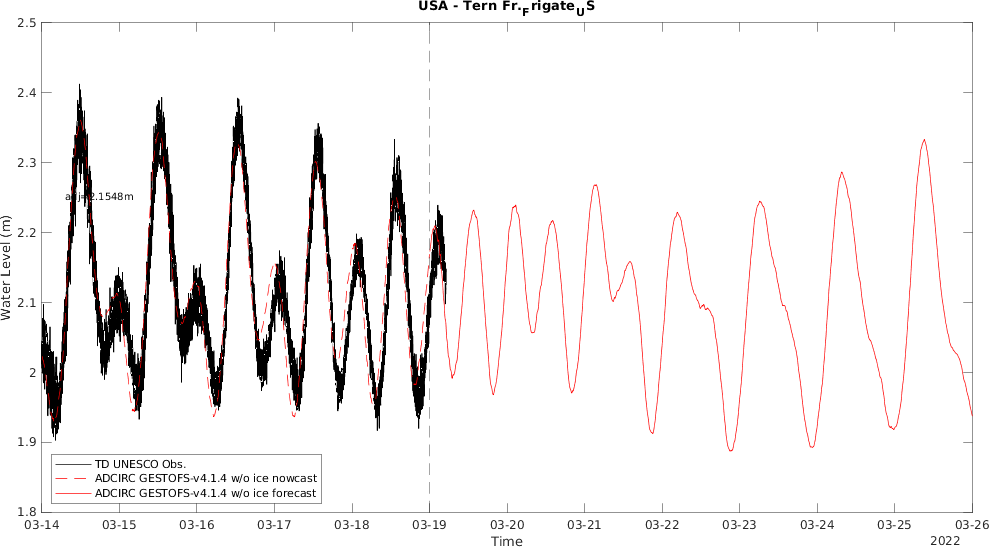 USA - Tern Fr.FrigateUS
2.5
2.4
2.3
2.2
2.1
2
1.9
1.8
Water Level (m)
TD UNESCO Obs.
ADCIRC GESTOFS-v4.1.4 w/o ice nowcast
ADCIRC GESTOFS-v4.1.4 w/o ice forecast
03-14 03-15 03-16 03-17 03-18 03-19 03-20 03-21 03-22 03-23 03-24 03-25 03-26
Time
2022